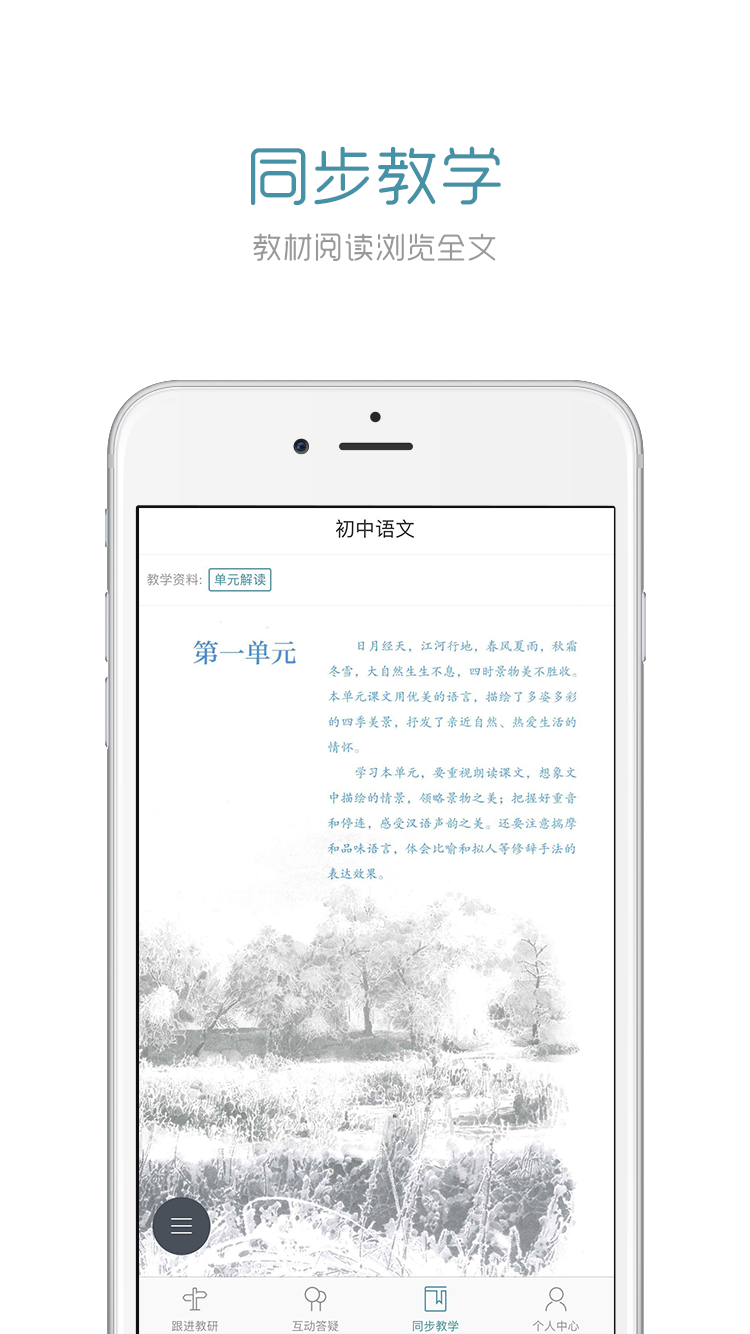 同步教学
教材阅读浏览全文
初中语文
教学资料: 单元解读
第一单元
日月经天，江河行地，春风夏雨，秋霜
冬雪，大自然生生不息，四时景物美不胜收。
本单元课文用优美的语言，描绘了多姿多彩
的四季美景，抒发了亲近自然、热爱生活的
情怀。
学习本单元，要重视朗读课文，想象文
中描绘的情景，领略景物之美；把握好重音
和停连，感受汉语声韵之美。还要注意揣摩
和品味语言，体会比喻和拟人等修辞手法的
表达效果。
跟进教研
互动答疑
同步教学
个人中心